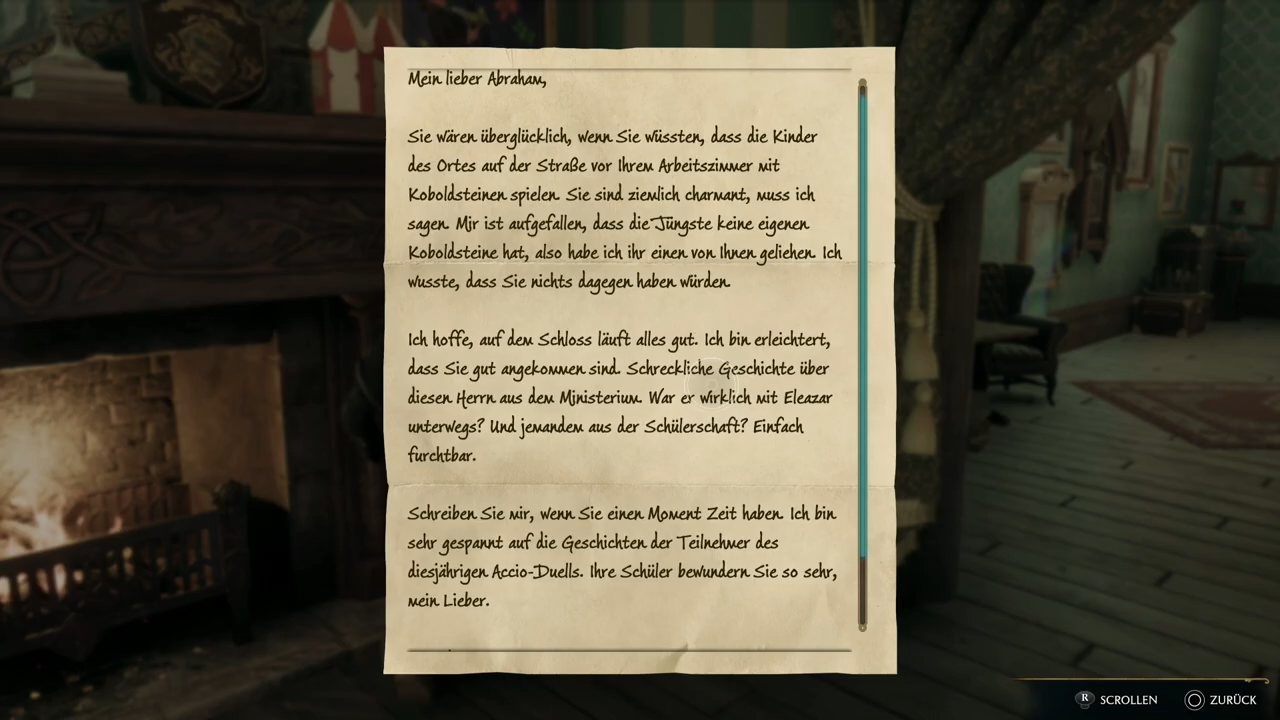 Mein lieber Abraham,
Sie wären überglücklich, wenn Sie wüssten, dass die Kinder
des Ortes auf der Straße vor Ihrem Arbeitszimmer mit
Koboldsteinen spielen. Sie sind ziemlich charmant, muss ich
sagen. Mir ist aufgefallen, dass die Jüngste keine eigenen
Koboldsteine hat, also habe ich ihr einen von Ihnen geliehen. Ich
wusste, dass Sie nichts dagegen haben würden.
Ich hoffe, auf dem Schloss läuft alles gut. Ich bin erleichtert,
dass Sie gut angekommen sind. Schreckliche Geschichte über
diesen Herrn aus dem Ministerium. War er wirklich mit Eleazar
unterwegs? Und jemandem aus der Schülerschaft? Einfach
furchtbar.
Schreiben Sie mir, wenn Sie einen Moment Zeit haben. Ich bin
sehr gespannt auf die Geschichten der Teilnehmer des
diesjährigen Accio-Duells. Ihre Schüler bewundern Sie so sehr,
mein Lieber.
R SCROLLEN ZURÜCK